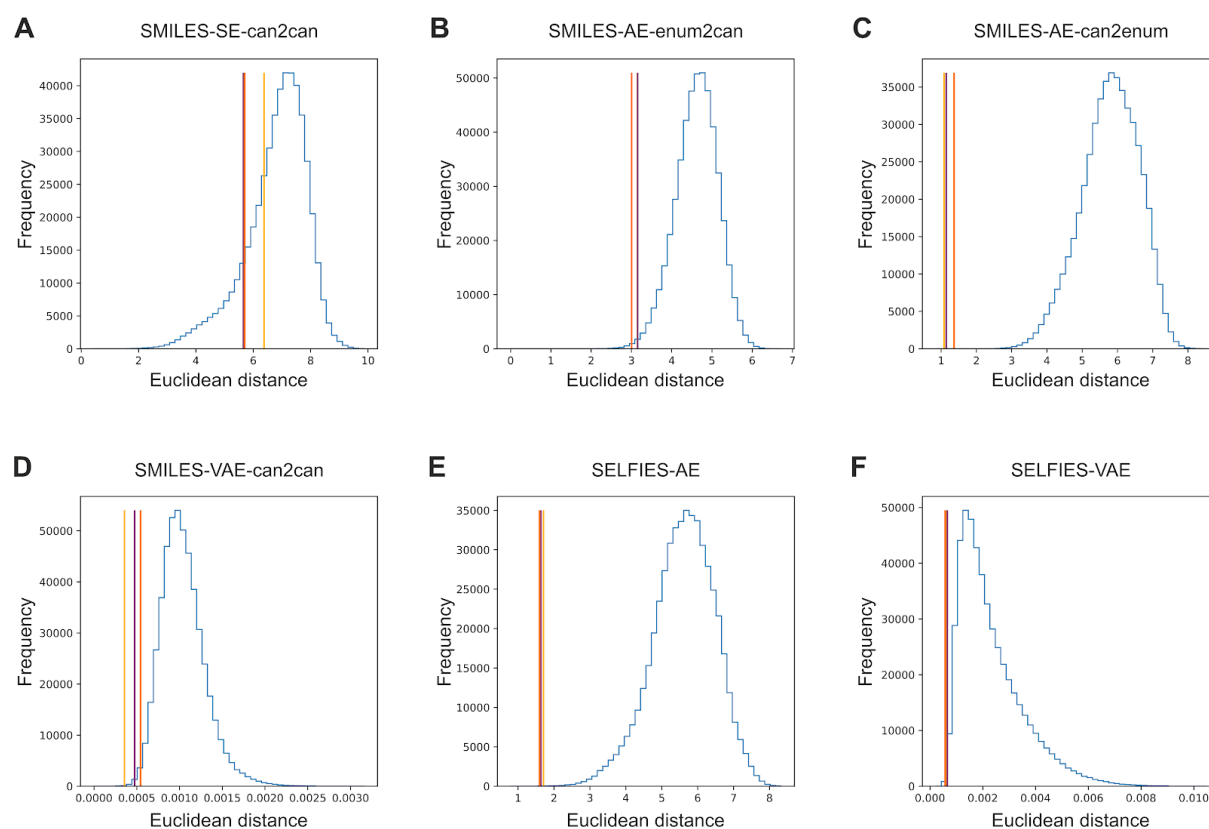 A SMILES-SE-can2can
Frequency
40000
35000
30000
25000
20000
15000
10000
5000
0
0 2 4 6 8 10
Euclidean distance
B SMILES-AE-enum2can
Frequency
50000
40000
30000
20000
10000
0
0 1 2 3 4 5 6 7
Euclidean distance
C SMILES-AE-can2enum
Frequency
35000
30000
25000
20000
15000
10000
5000
0
1 2 3 4 5 6 7 8
Euclidean distance
D SMILES-VAE-can2can
Frequency
50000
40000
30000
20000
10000
0
0.0000 0.0005 0.0010 0.0015 0.0020 0.0025 0.0030
Euclidean distance
E SELFIES-AE
Frequency
35000
30000
25000
20000
15000
10000
5000
0
1 2 3 4 5 6 7 8
Euclidean distance
F SELFIES-VAE
Frequency
50000
40000
30000
20000
10000
0
0.000 0.002 0.004 0.006 0.008 0.010
Euclidean distance